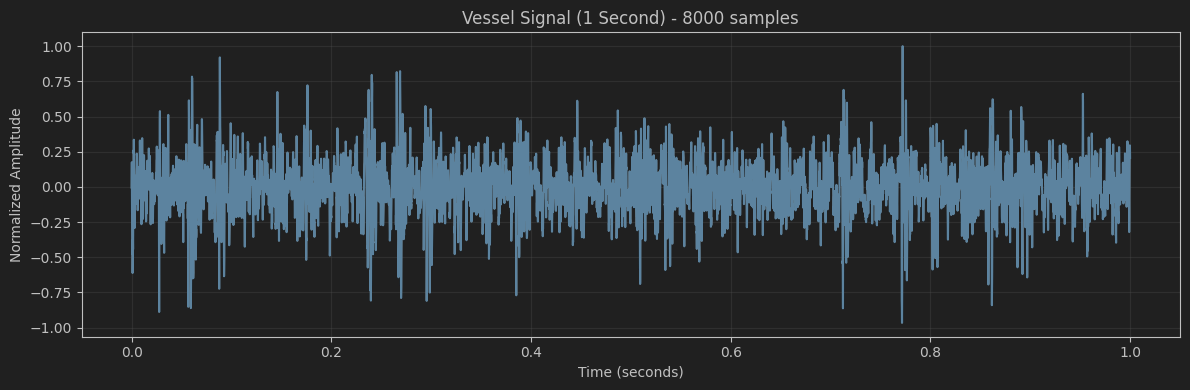 Vessel Signal (1 Second) - 8000 samples
Normalized Amplitude
1.00
0.75
0.50
0.25
0.00
−0.25
−0.50
−0.75
−1.00
0.0 0.2 0.4 0.6 0.8 1.0
Time (seconds)